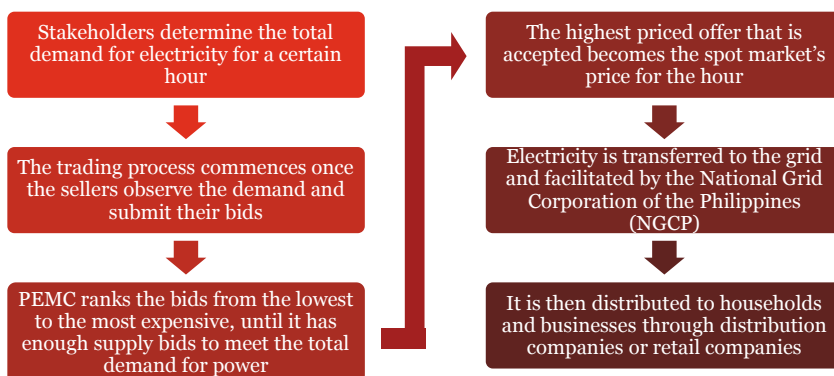 Stakeholders determine the total
demand for electricity for a certain
hour
The trading process commences once
the sellers observe the demand and
submit their bids
PEMC ranks the bids from the lowest
to the most expensive, until it has
enough supply bids to meet the total
demand for power
The highest priced offer that is
accepted becomes the spot market’s
price for the hour
Electricity is transferred to the grid
and facilitated by the National Grid
Corporation of the Philippines
(NGCP)
It is then distributed to households
and businesses through distribution
companies or retail companies